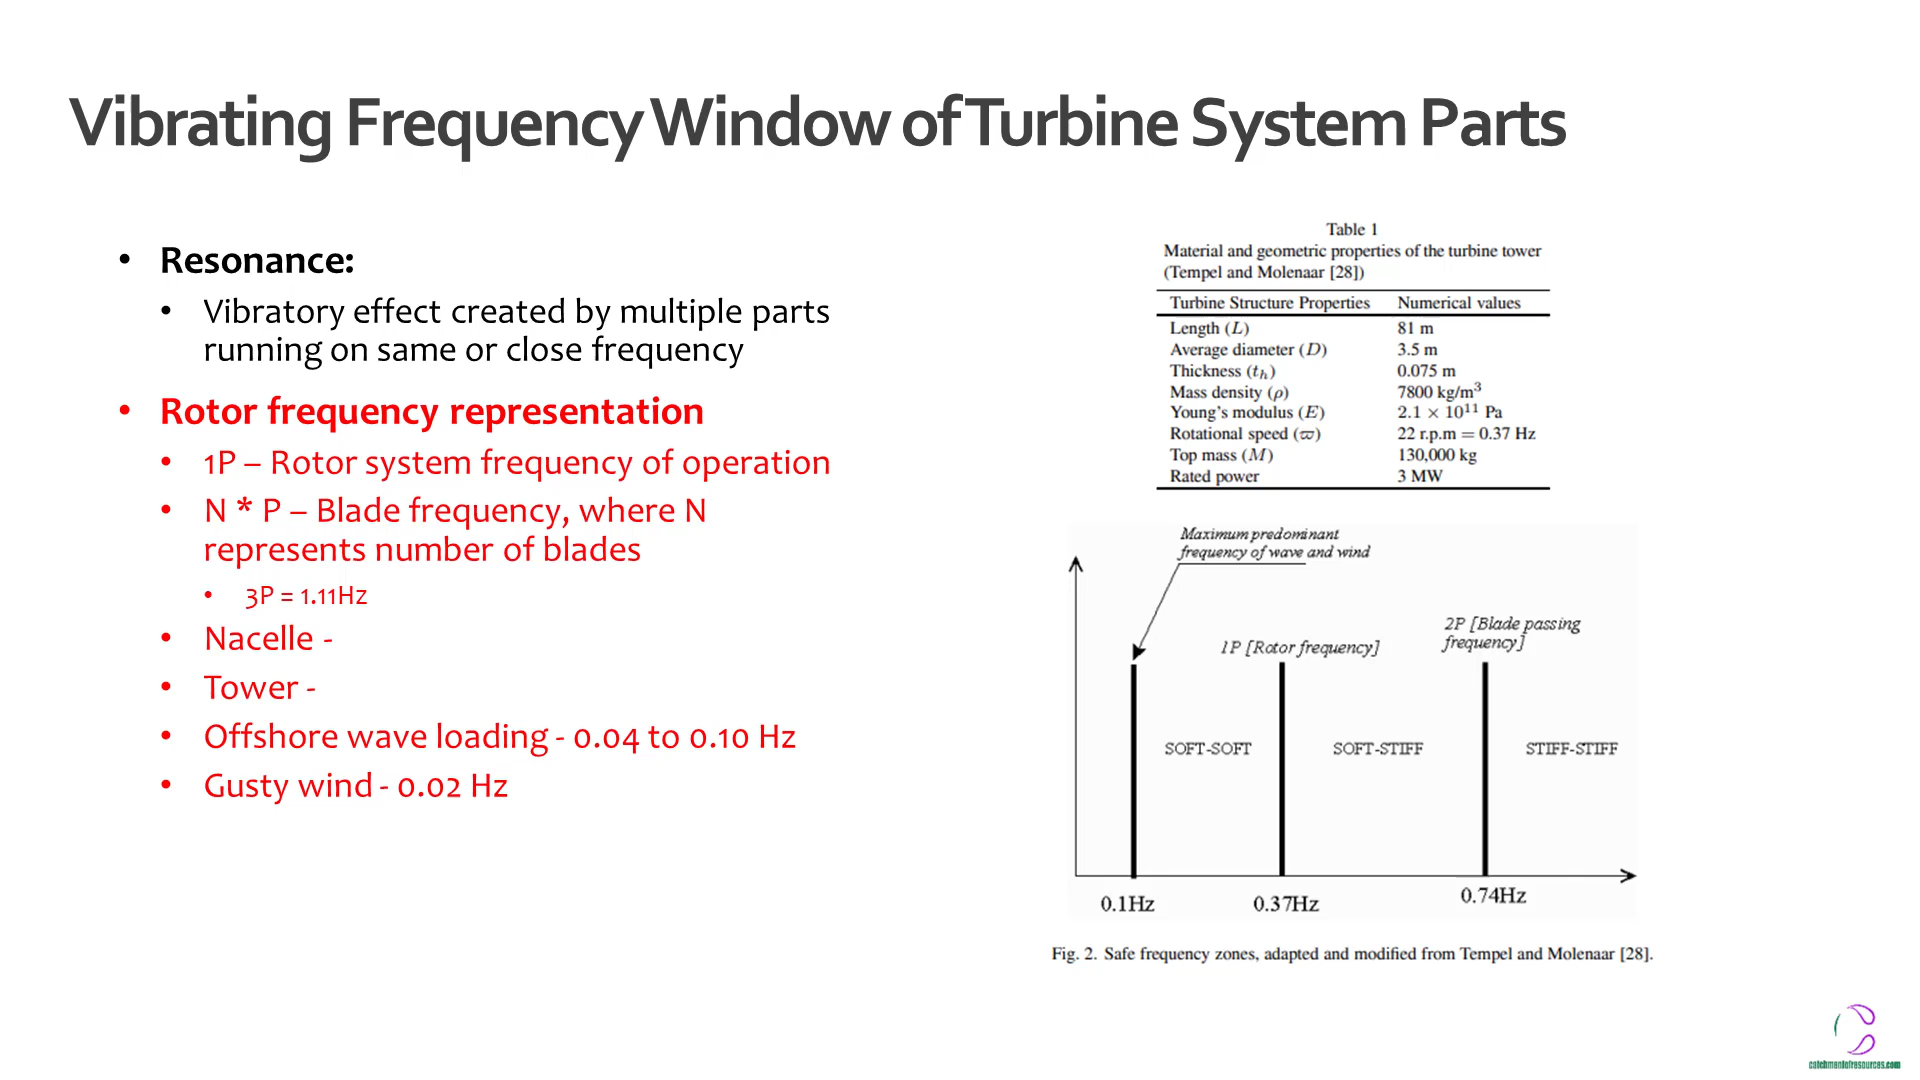 Vibrating Frequency Window of Turbine System Parts
• Resonance:
• Vibratory effect created by multiple parts
running on same or close frequency
• Rotor frequency representation
• 1P – Rotor system frequency of operation
• N * P – Blade frequency, where N
represents number of blades
• 3P = 1.11Hz
• Nacelle -
• Tower -
• Offshore wave loading - 0.04 to 0.10 Hz
• Gusty wind - 0.02 Hz
Table 1
Material and geometric properties of the turbine tower
(Tempel and Molenaar [28])
Turbine Structure Properties Numerical values
Length (L) 81 m
Average diameter (D) 3.5 m
Thickness (tₕ) 0.075 m
Mass density (ρ) 7800 kg/m³
Young's modulus (E) 2.1 × 10¹¹ Pa
Rotational speed (ϖ) 22 r.p.m = 0.37 Hz
Top mass (M) 130,000 kg
Rated power 3 MW
Maximum predominant
frequency of wave and wind
1P [Rotor frequency]
2P [Blade passing
frequency]
SOFT-SOFT SOFT-STIFF STIFF-STIFF
0.1Hz 0.37Hz 0.74Hz
Fig. 2. Safe frequency zones, adapted and modified from Tempel and Molenaar [28].
catchmentofresources.com